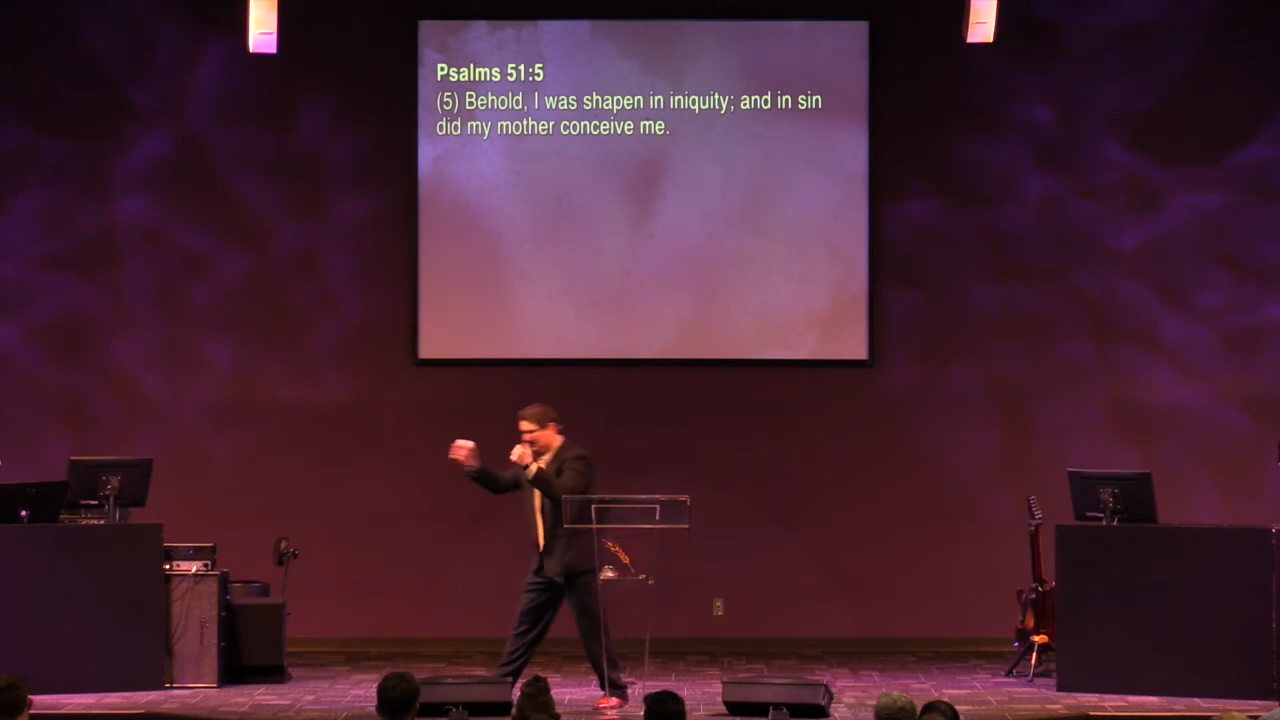 Psalms 51:5
(5) Behold, I was shapen in iniquity; and in sin
did my mother conceive me.